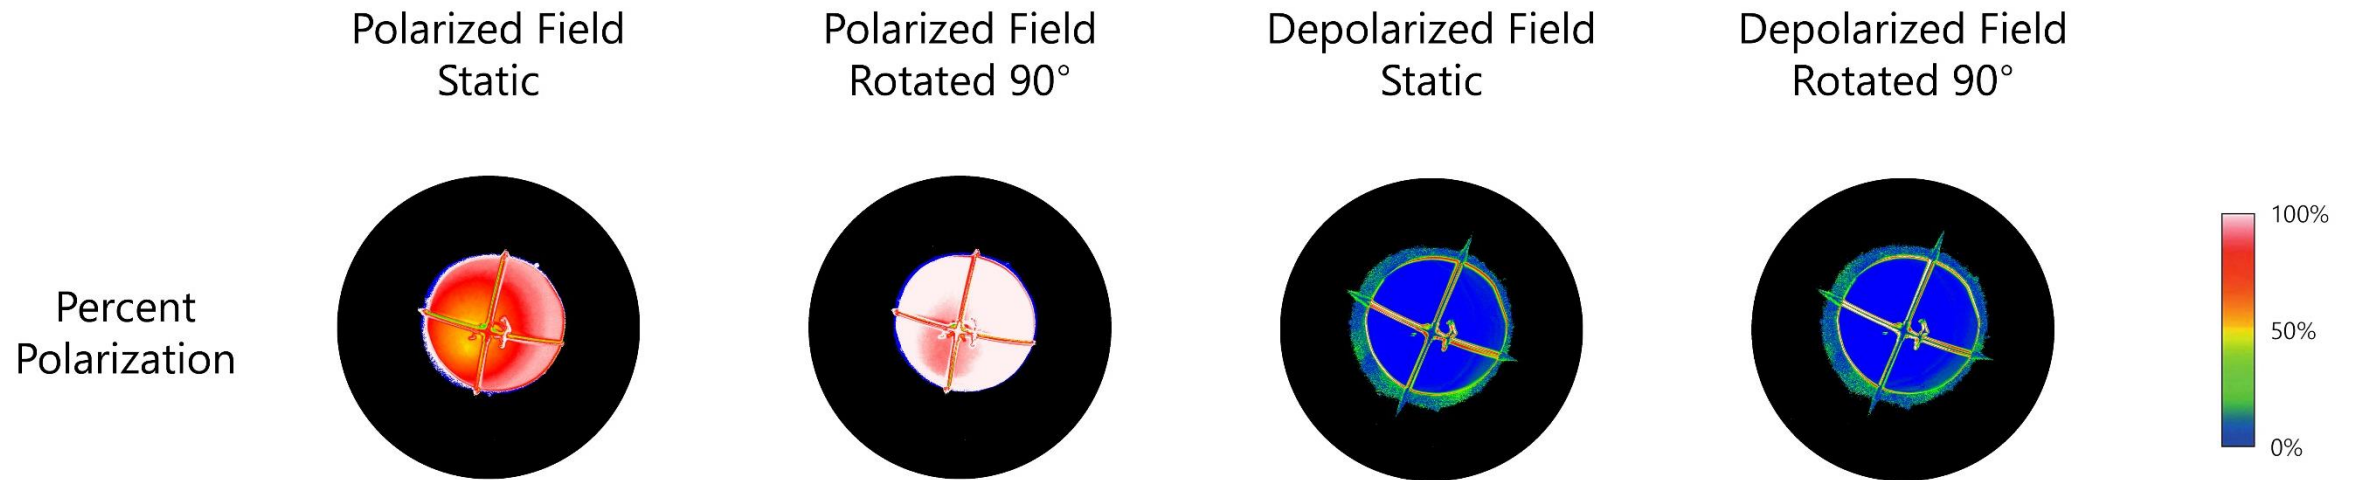 Polarized Field
Static
Polarized Field
Rotated 90°
Depolarized Field
Static
Depolarized Field
Rotated 90°
Percent
Polarization
100%
50%
0%